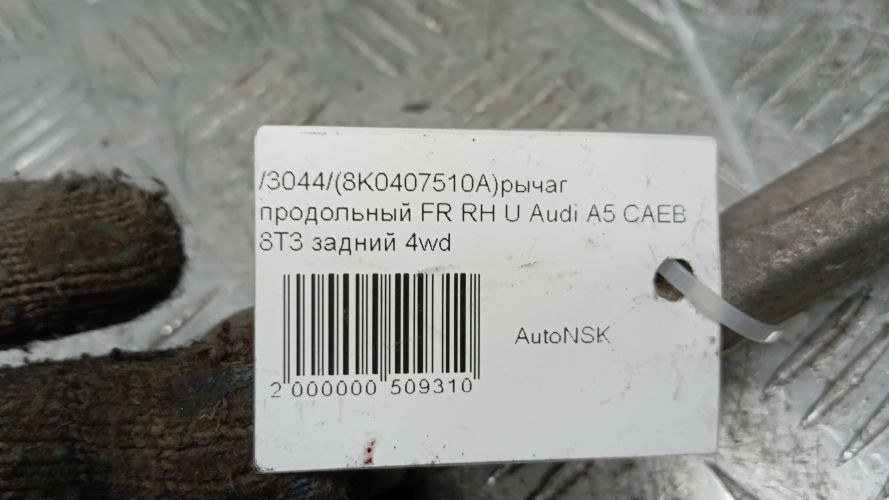 /3044/(8K0407510A)рычаг
продольный FR RH U Audi A5 CAEB
8T3 задний 4wd
AutoNSK
2 000000 509310